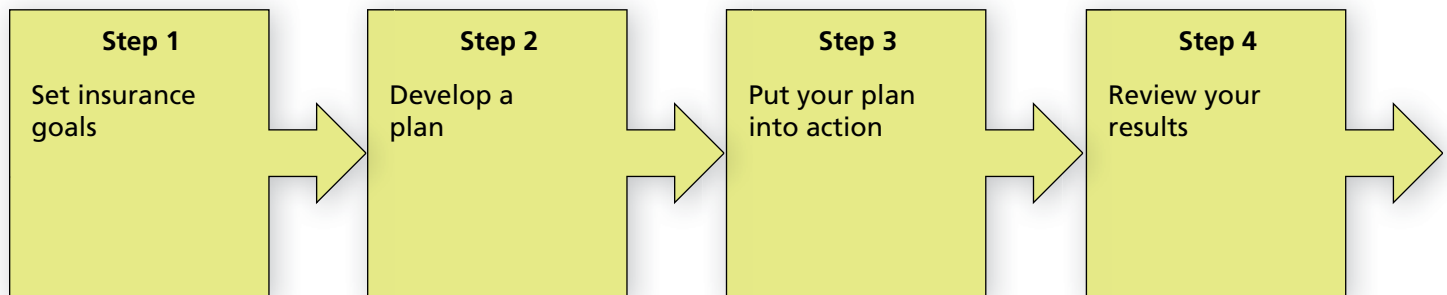 Step 1
Set insurance
goals
Step 2
Develop a
plan
Step 3
Put your plan
into action
Step 4
Review your
results